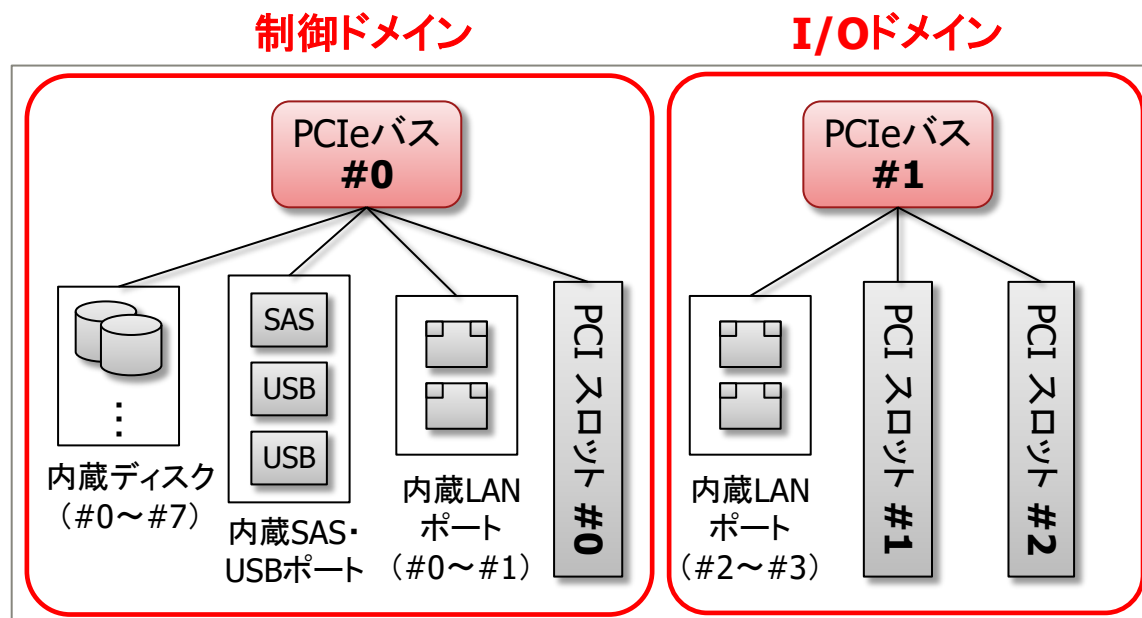 制御ドメイン
I/Oドメイン
PCIeバス
#0
PCIeバス
#1
SAS
USB
USB
内蔵ディスク
(#0～#7)
内蔵SAS・
USBポート
内蔵LAN
ポート
(#0～#1)
PCI スロット #0
内蔵LAN
ポート
(#2～#3)
PCI スロット #1
PCI スロット #2